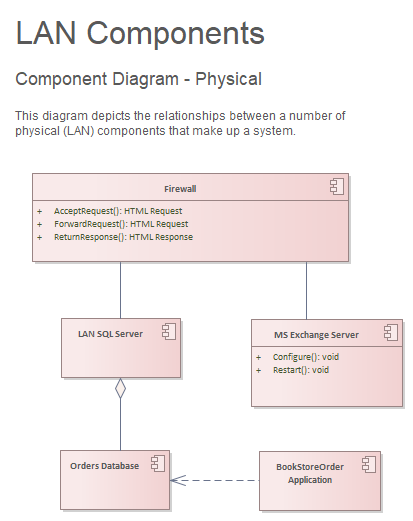 LAN Components
Component Diagram - Physical
This diagram depicts the relationships between a number of
physical (LAN) components that make up a system.
Firewall
+ AcceptRequest(): HTML Request
+ ForwardRequest(): HTML Request
+ ReturnResponse(): HTML Response
LAN SQL Server
MS Exchange Server
+ Configure(): void
+ Restart(): void
Orders Database
BookStoreOrder
Application